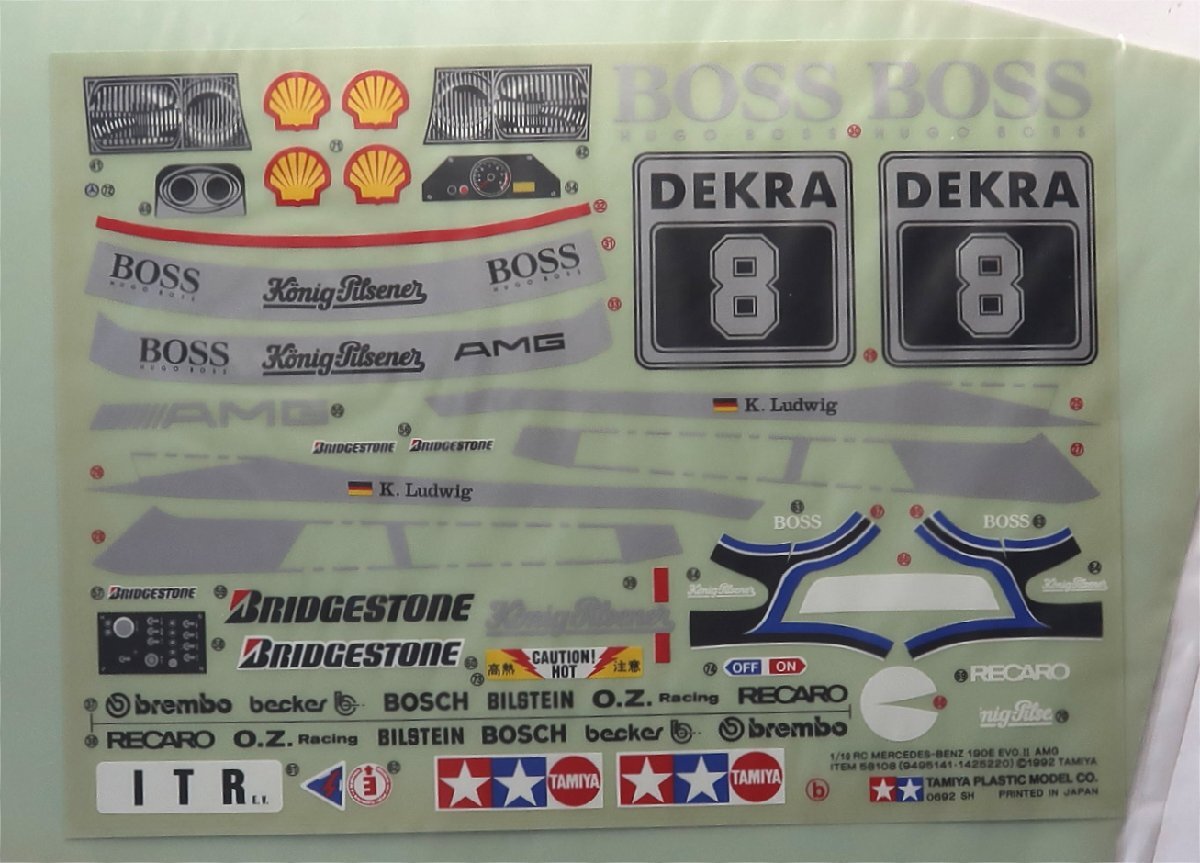 BOSS BOSS
HUGO BOSS HUGO BOSS
DEKRA DEKRA
8 8
BOSS König-Pilsener BOSS
HUGO BOSS HUGO BOSS
BOSS König-Pilsener AMG
HUGO BOSS
AMG
K. Ludwig
BRIDGESTONE BRIDGESTONE
K. Ludwig
BOSS BOSS
König-Pilsener König-Pilsener
BRIDGESTONE
BRIDGESTONE
König-Pilsener
BRIDGESTONE
高熱 CAUTION! HOT 注意
OFF ON
RECARO
brembo becker BOSCH BILSTEIN O.Z. Racing RECARO
nig-Pilse
RECARO O.Z. Racing BILSTEIN BOSCH becker brembo
I T R E.V.
E
TAMIYA TAMIYA
b
1/10 RC MERCEDES-BENZ 190E EVO.II AMG
ITEM 58108 (9495141-1425220) ©1992 TAMIYA
TAMIYA PLASTIC MODEL CO.
0692 SH PRINTED IN JAPAN